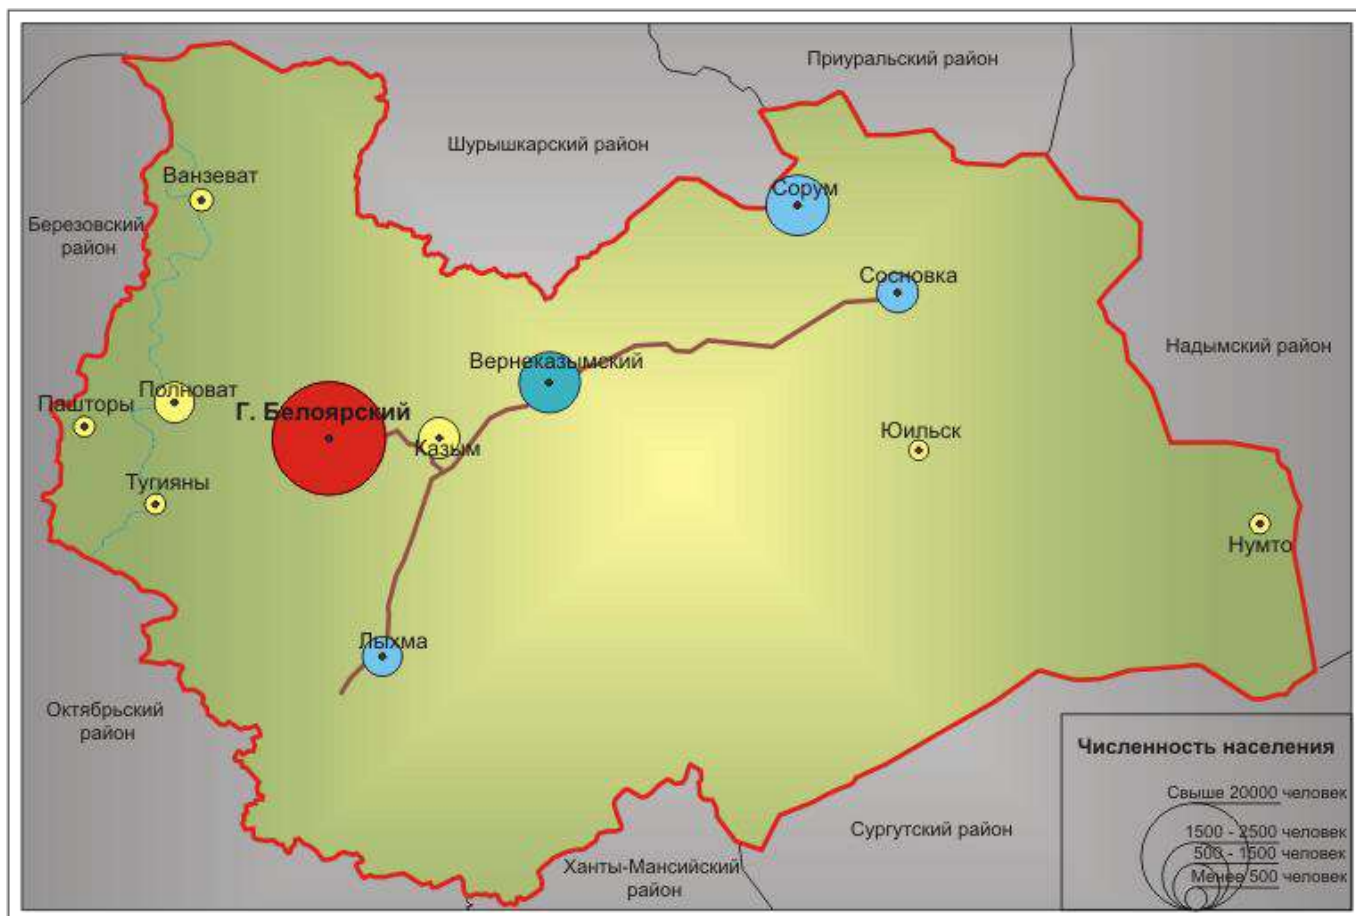 Приуральский район
Шурышкарский район
Ванзеват
Сорум
Березовский
район
Сосновка
Надымский район
Вернеказымский
Полноват
Пашторы
Г. Белоярский
Казым
Юильск
Тугияны
Нумто
Лыхма
Октябрьский
район
Численность населения
Свыше 20000 человек
1500 - 2500 человек
500 - 1500 человек
Менее 500 человек
Сургутский район
Ханты-Мансийский
район